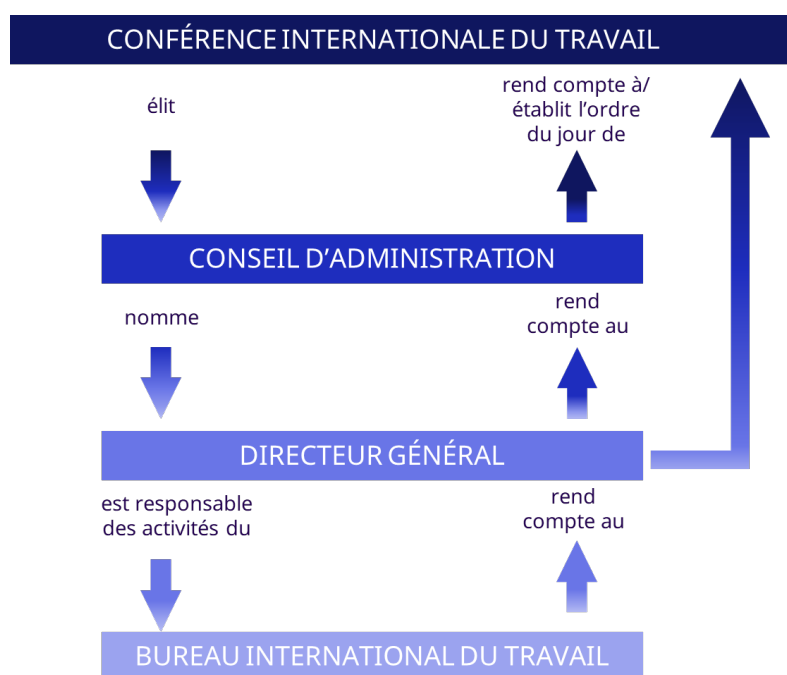 CONFÉRENCE INTERNATIONALE DU TRAVAIL
élit
rend compte à/
établit l’ordre
du jour de
CONSEIL D’ADMINISTRATION
nomme
rend
compte au
DIRECTEUR GÉNÉRAL
est responsable
des activités du
rend
compte au
BUREAU INTERNATIONAL DU TRAVAIL